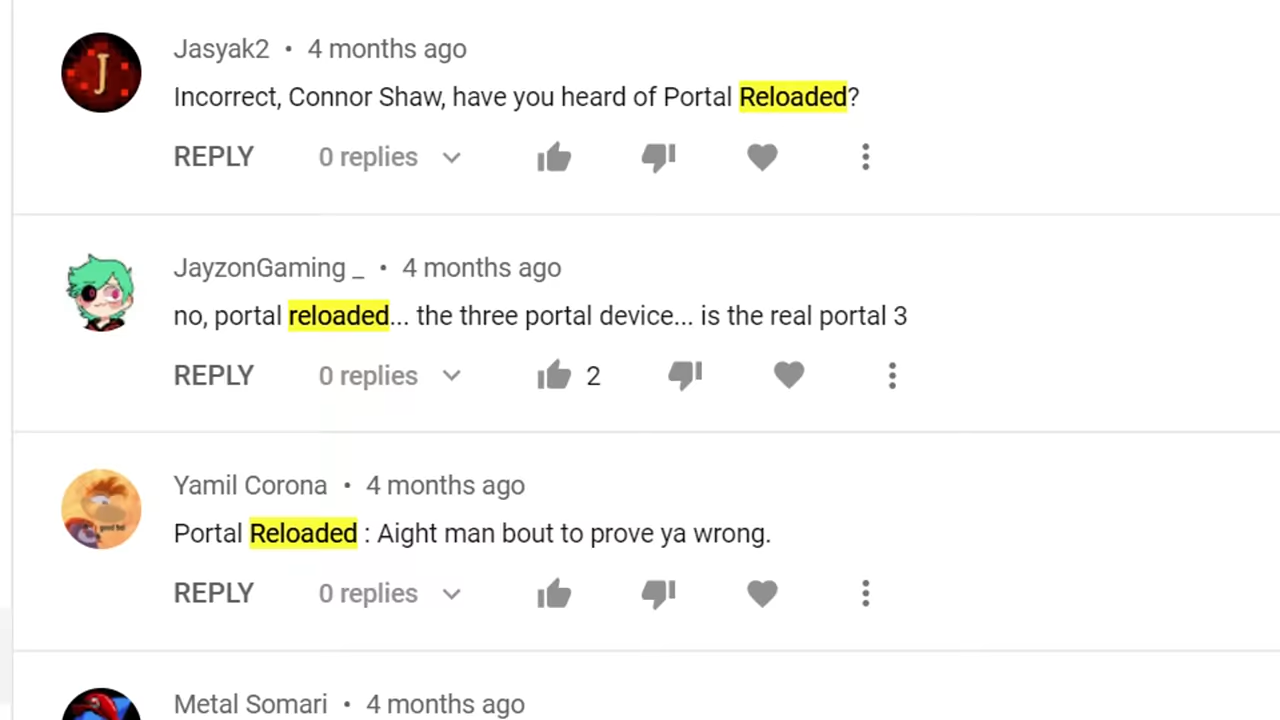 Jasyak2 • 4 months ago
Incorrect, Connor Shaw, have you heard of Portal Reloaded?
REPLY 0 replies
JayzonGaming _ • 4 months ago
no, portal reloaded... the three portal device... is the real portal 3
REPLY 0 replies 2
Yamil Corona • 4 months ago
Portal Reloaded : Aight man bout to prove ya wrong.
REPLY 0 replies
Metal Somari • 4 months ago